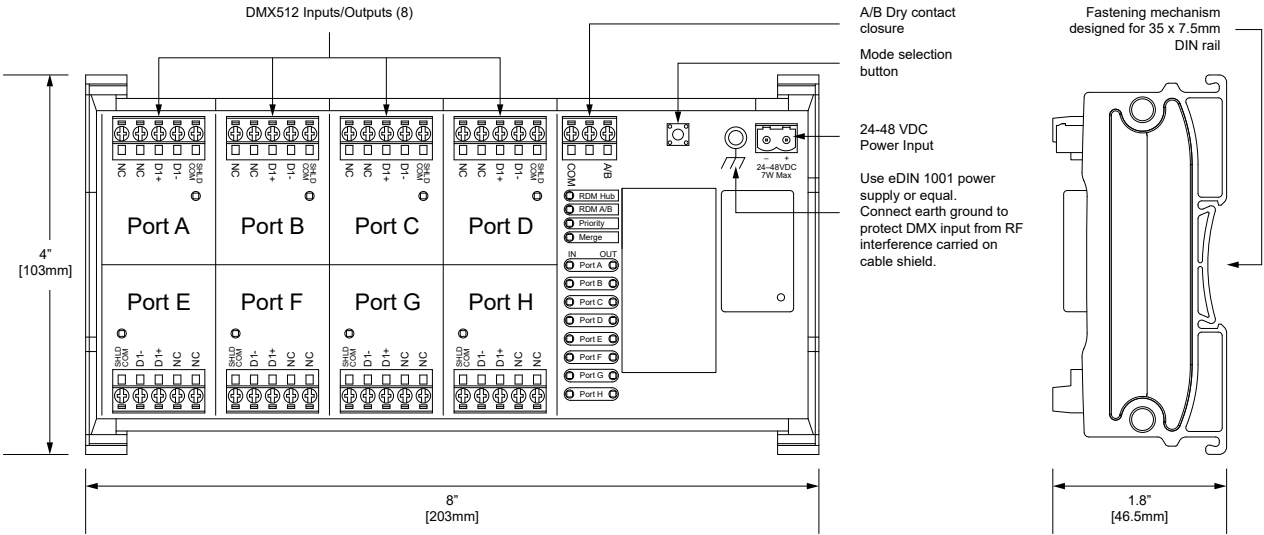 DMX512 Inputs/Outputs (8)
A/B Dry contact
closure
Mode selection
button
24-48 VDC
Power Input
Use eDIN 1001 power
supply or equal.
Connect earth ground to
protect DMX input from RF
interference carried on
cable shield.
Fastening mechanism
designed for 35 x 7.5mm
DIN rail
4”
[103mm]
NC
NC
D1+
D1-
SHLD
COM
NC
NC
D1+
D1-
SHLD
COM
NC
NC
D1+
D1-
SHLD
COM
NC
NC
D1+
D1-
SHLD
COM
COM
A/B
– +
24–48VDC
7W Max
Port A
Port B
Port C
Port D
RDM Hub
RDM A/B
Priority
Merge
IN OUT
Port A
Port B
Port C
Port D
Port E
Port F
Port G
Port H
Port E
Port F
Port G
Port H
SHLD
COM
D1-
D1+
NC
NC
SHLD
COM
D1-
D1+
NC
NC
SHLD
COM
D1-
D1+
NC
NC
SHLD
COM
D1-
D1+
NC
NC
8”
[203mm]
1.8”
[46.5mm]